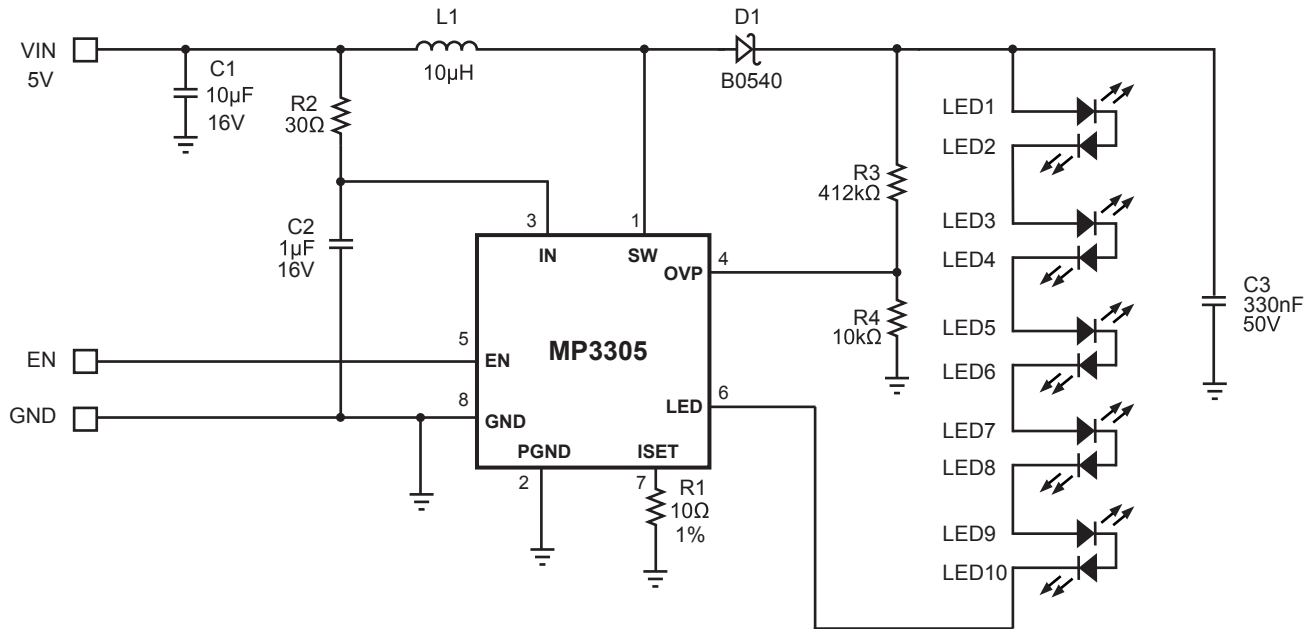 VIN
5V
C1
10µF
16V
R2
30Ω
L1
10µH
D1
B0540
C2
1µF
16V
3
1
IN
SW
OVP
4
R3
412kΩ
R4
10kΩ
MP3305
EN
5
EN
GND
8
GND
PGND
2
ISET
7
R1
10Ω
1%
LED
6
LED1
LED2
LED3
LED4
LED5
LED6
LED7
LED8
LED9
LED10
C3
330nF
50V